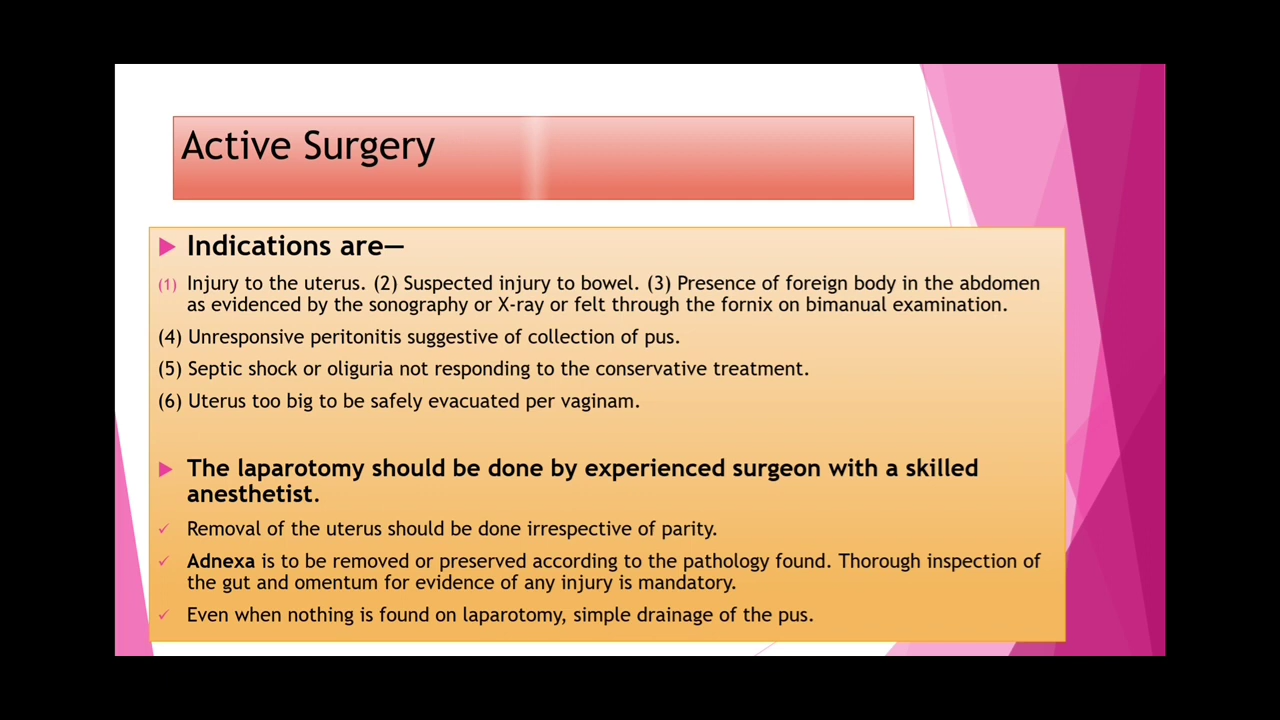 Active Surgery
Indications are—
(1) Injury to the uterus. (2) Suspected injury to bowel. (3) Presence of foreign body in the abdomen
as evidenced by the sonography or X-ray or felt through the fornix on bimanual examination.
(4) Unresponsive peritonitis suggestive of collection of pus.
(5) Septic shock or oliguria not responding to the conservative treatment.
(6) Uterus too big to be safely evacuated per vaginam.
The laparotomy should be done by experienced surgeon with a skilled
anesthetist.
Removal of the uterus should be done irrespective of parity.
Adnexa is to be removed or preserved according to the pathology found. Thorough inspection of
the gut and omentum for evidence of any injury is mandatory.
Even when nothing is found on laparotomy, simple drainage of the pus.